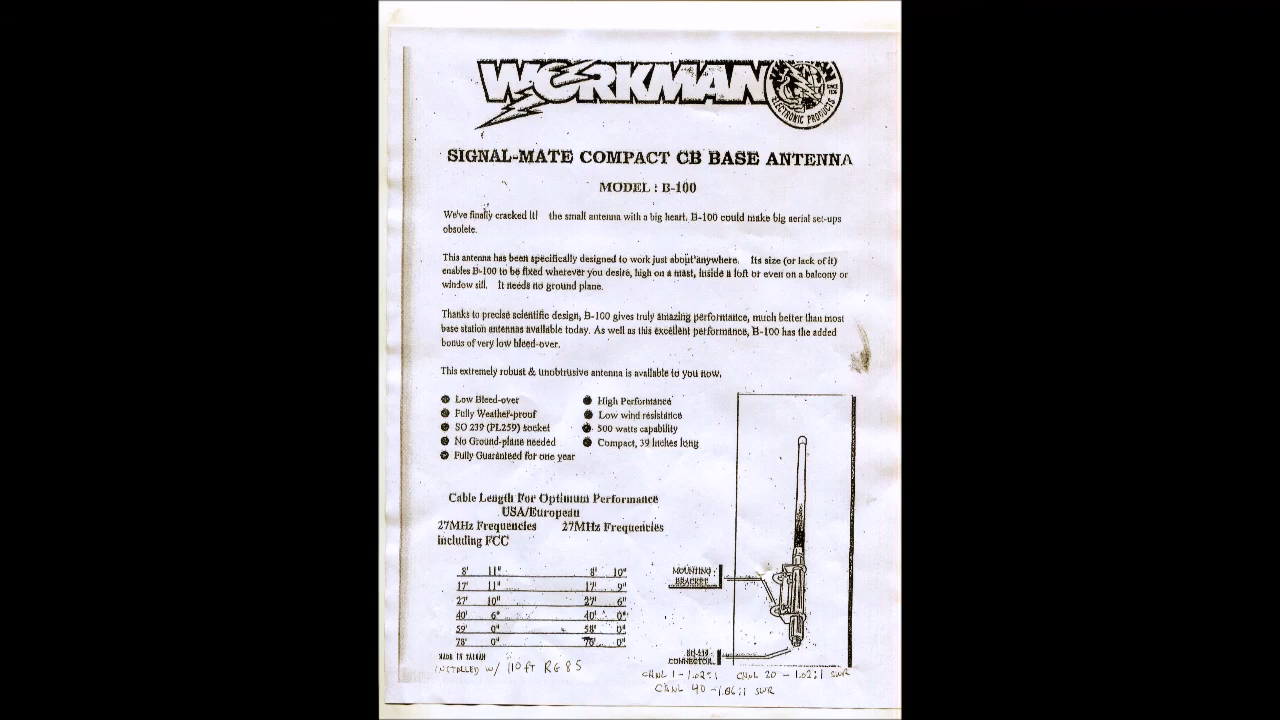 WORKMAN
ELECTRONIC PRODUCTS
SINCE
SIGNAL-MATE COMPACT CB BASE ANTENNA
MODEL : B-100
We've finally cracked it! the small antenna with a big heart. B-100 could make big aerial set-ups
obsolete.
This antenna has been specifically designed to work just about anywhere. Its size (or lack of it)
enables B-100 to be fixed wherever you desire, high on a mast, inside a loft or even on a balcony or
window sill. It needs no ground plane.
Thanks to precise scientific design, B-100 gives truly amazing performance, much better than most
base station antennas available today. As well as this excellent performance, B-100 has the added
bonus of very low bleed-over.
This extremely robust & unobtrusive antenna is available to you now.
Low Bleed-over
Fully Weather-proof
SO 239 (PL259) socket
No Ground-plane needed
Fully Guaranteed for one year
High Performance
Low wind resistance
500 watts capability
Compact, 39 inches long
Cable Length For Optimum Performance
USA/European
27MHz Frequencies 27MHz Frequencies
including FCC
8' 11" 8' 10"
17' 11" 17' 9"
27' 10" 27' 6"
40' 6" 40' 0"
59' 0" 58' 0"
78' 0" 76' 0"
MOUNTING
BRACKET
SO-239
CONNECTOR
MADE IN TAIWAN
INSTALLED W/ 110 FT RG 8S
CHNL 1 - 1.02:1 CHNL 20 - 1.02:1 SWR
CHNL 40 - 1.06:1 SWR